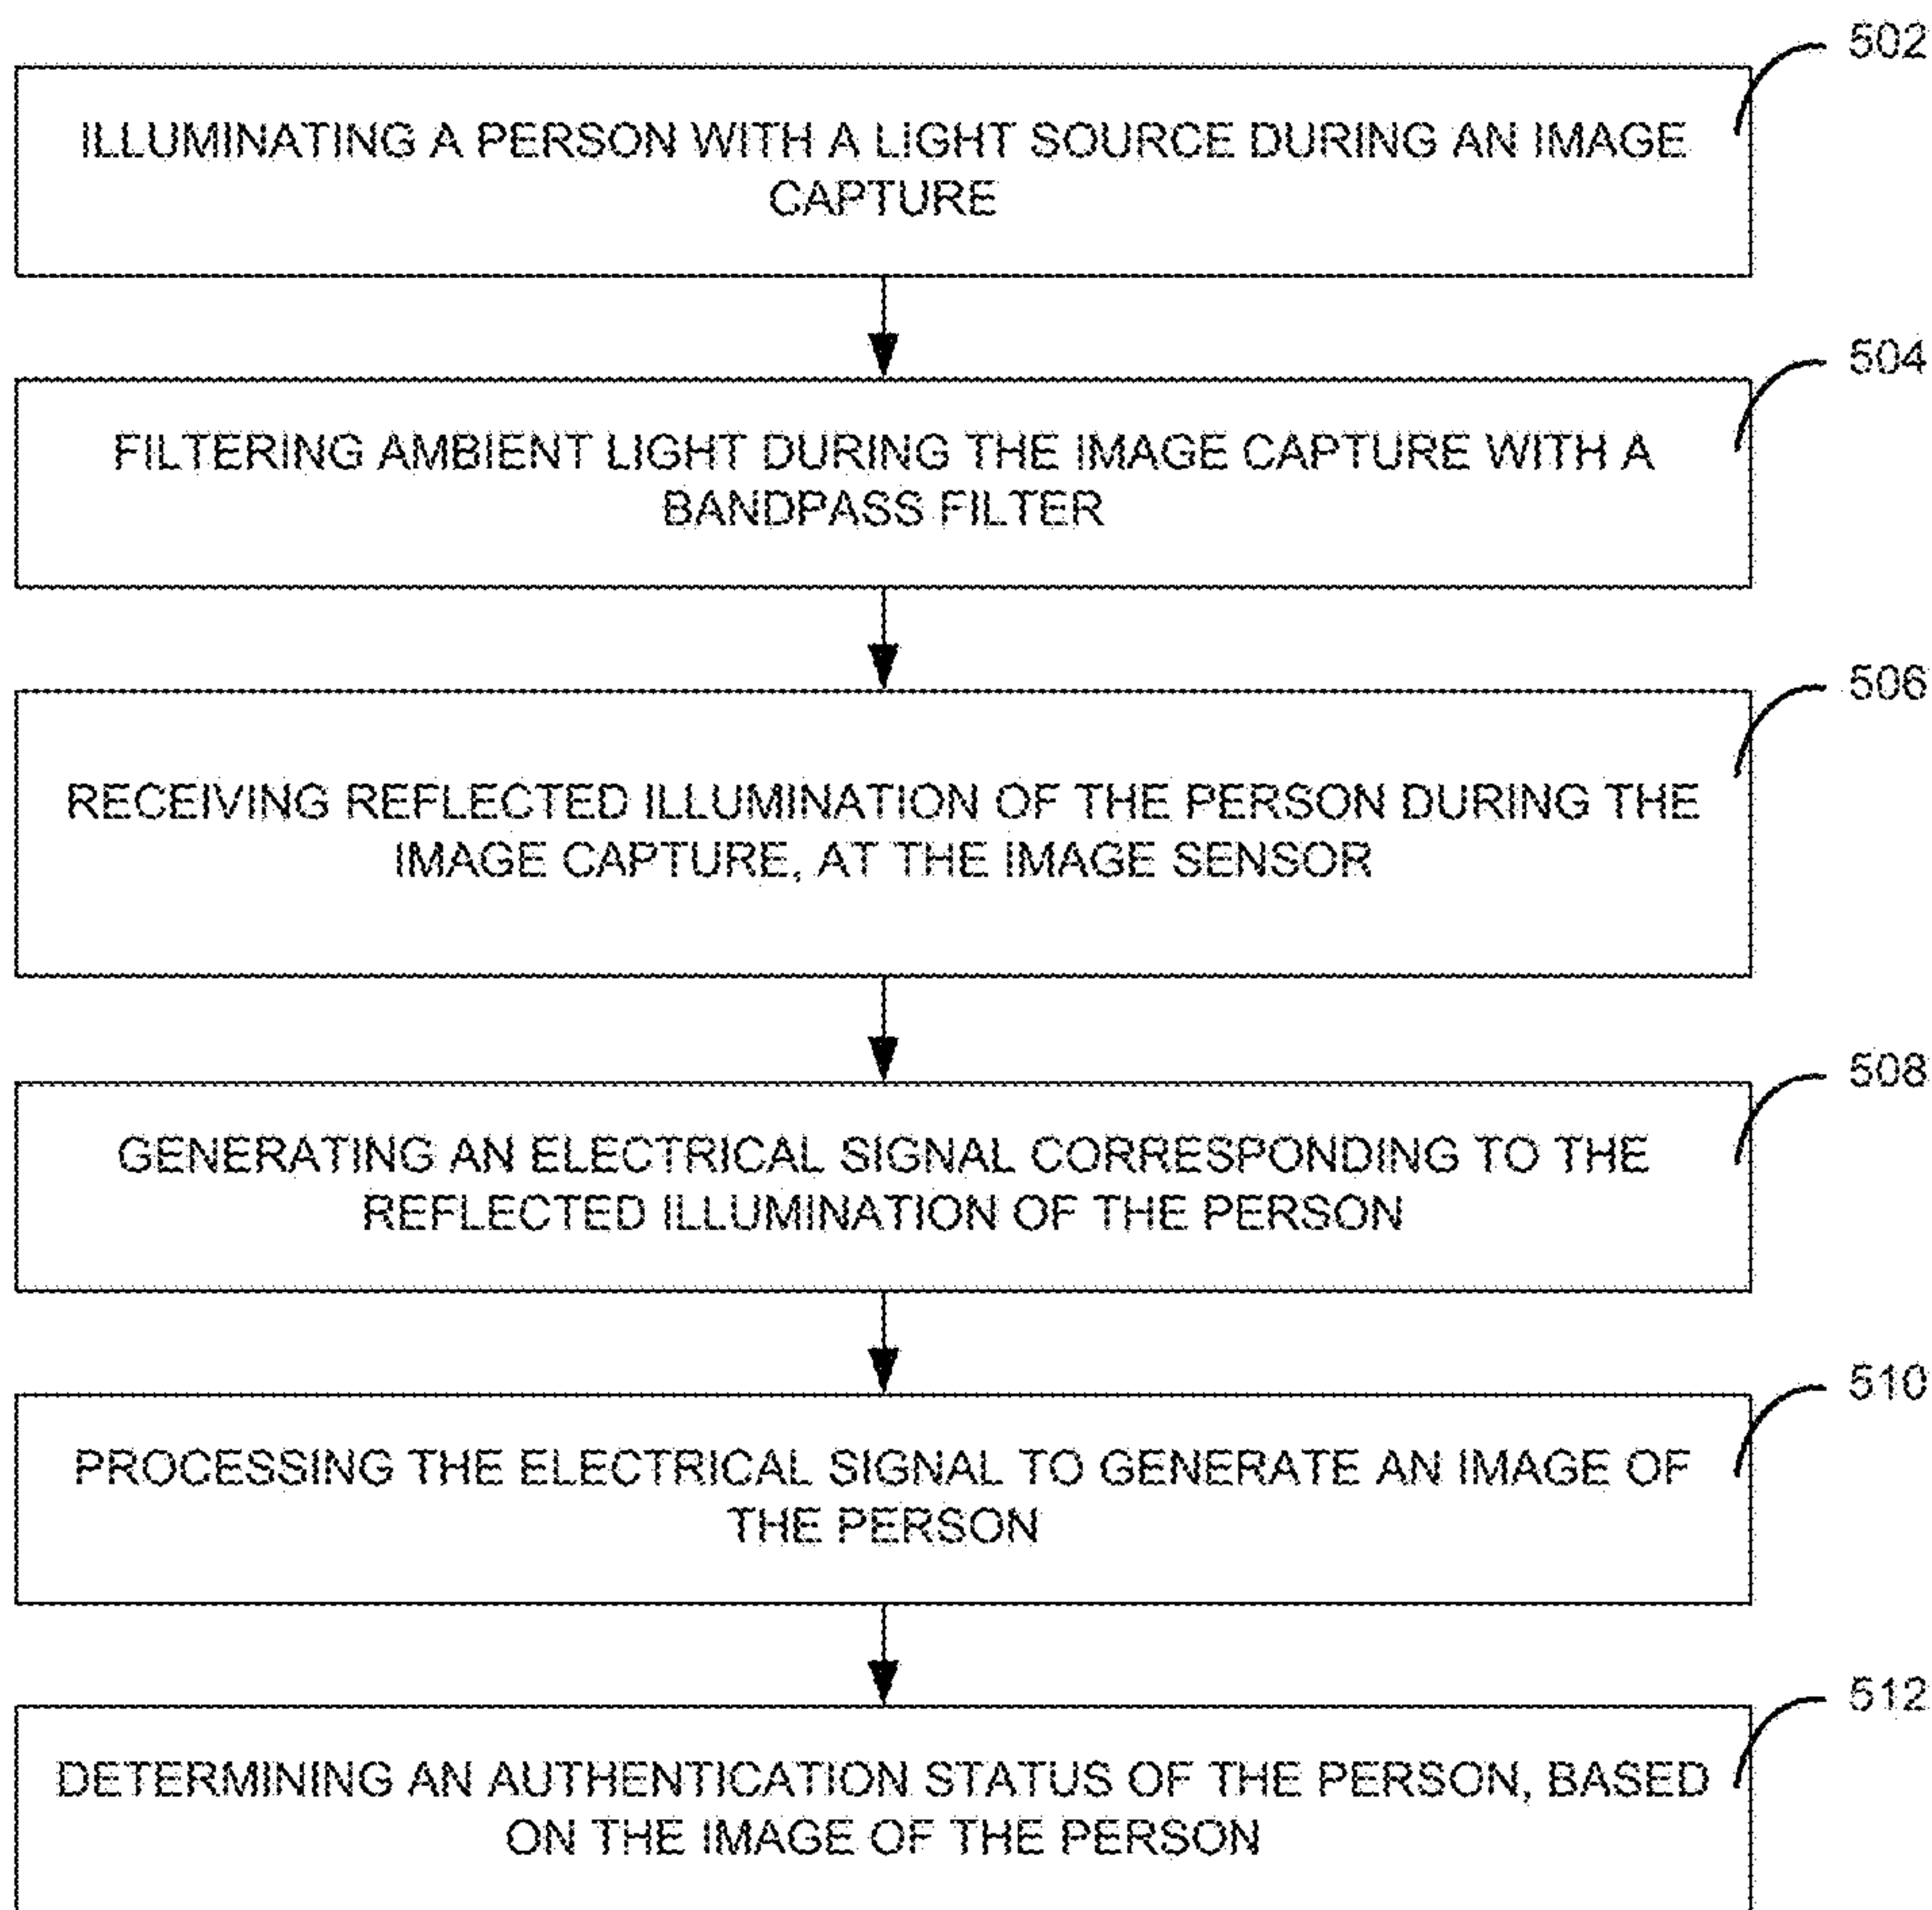 502
ILLUMINATING A PERSON WITH A LIGHT SOURCE DURING AN IMAGE
CAPTURE
504
FILTERING AMBIENT LIGHT DURING THE IMAGE CAPTURE WITH A
BANDPASS FILTER
506
RECEIVING REFLECTED ILLUMINATION OF THE PERSON DURING THE
IMAGE CAPTURE, AT THE IMAGE SENSOR
508
GENERATING AN ELECTRICAL SIGNAL CORRESPONDING TO THE
REFLECTED ILLUMINATION OF THE PERSON
510
PROCESSING THE ELECTRICAL SIGNAL TO GENERATE AN IMAGE OF
THE PERSON
512
DETERMINING AN AUTHENTICATION STATUS OF THE PERSON, BASED
ON THE IMAGE OF THE PERSON